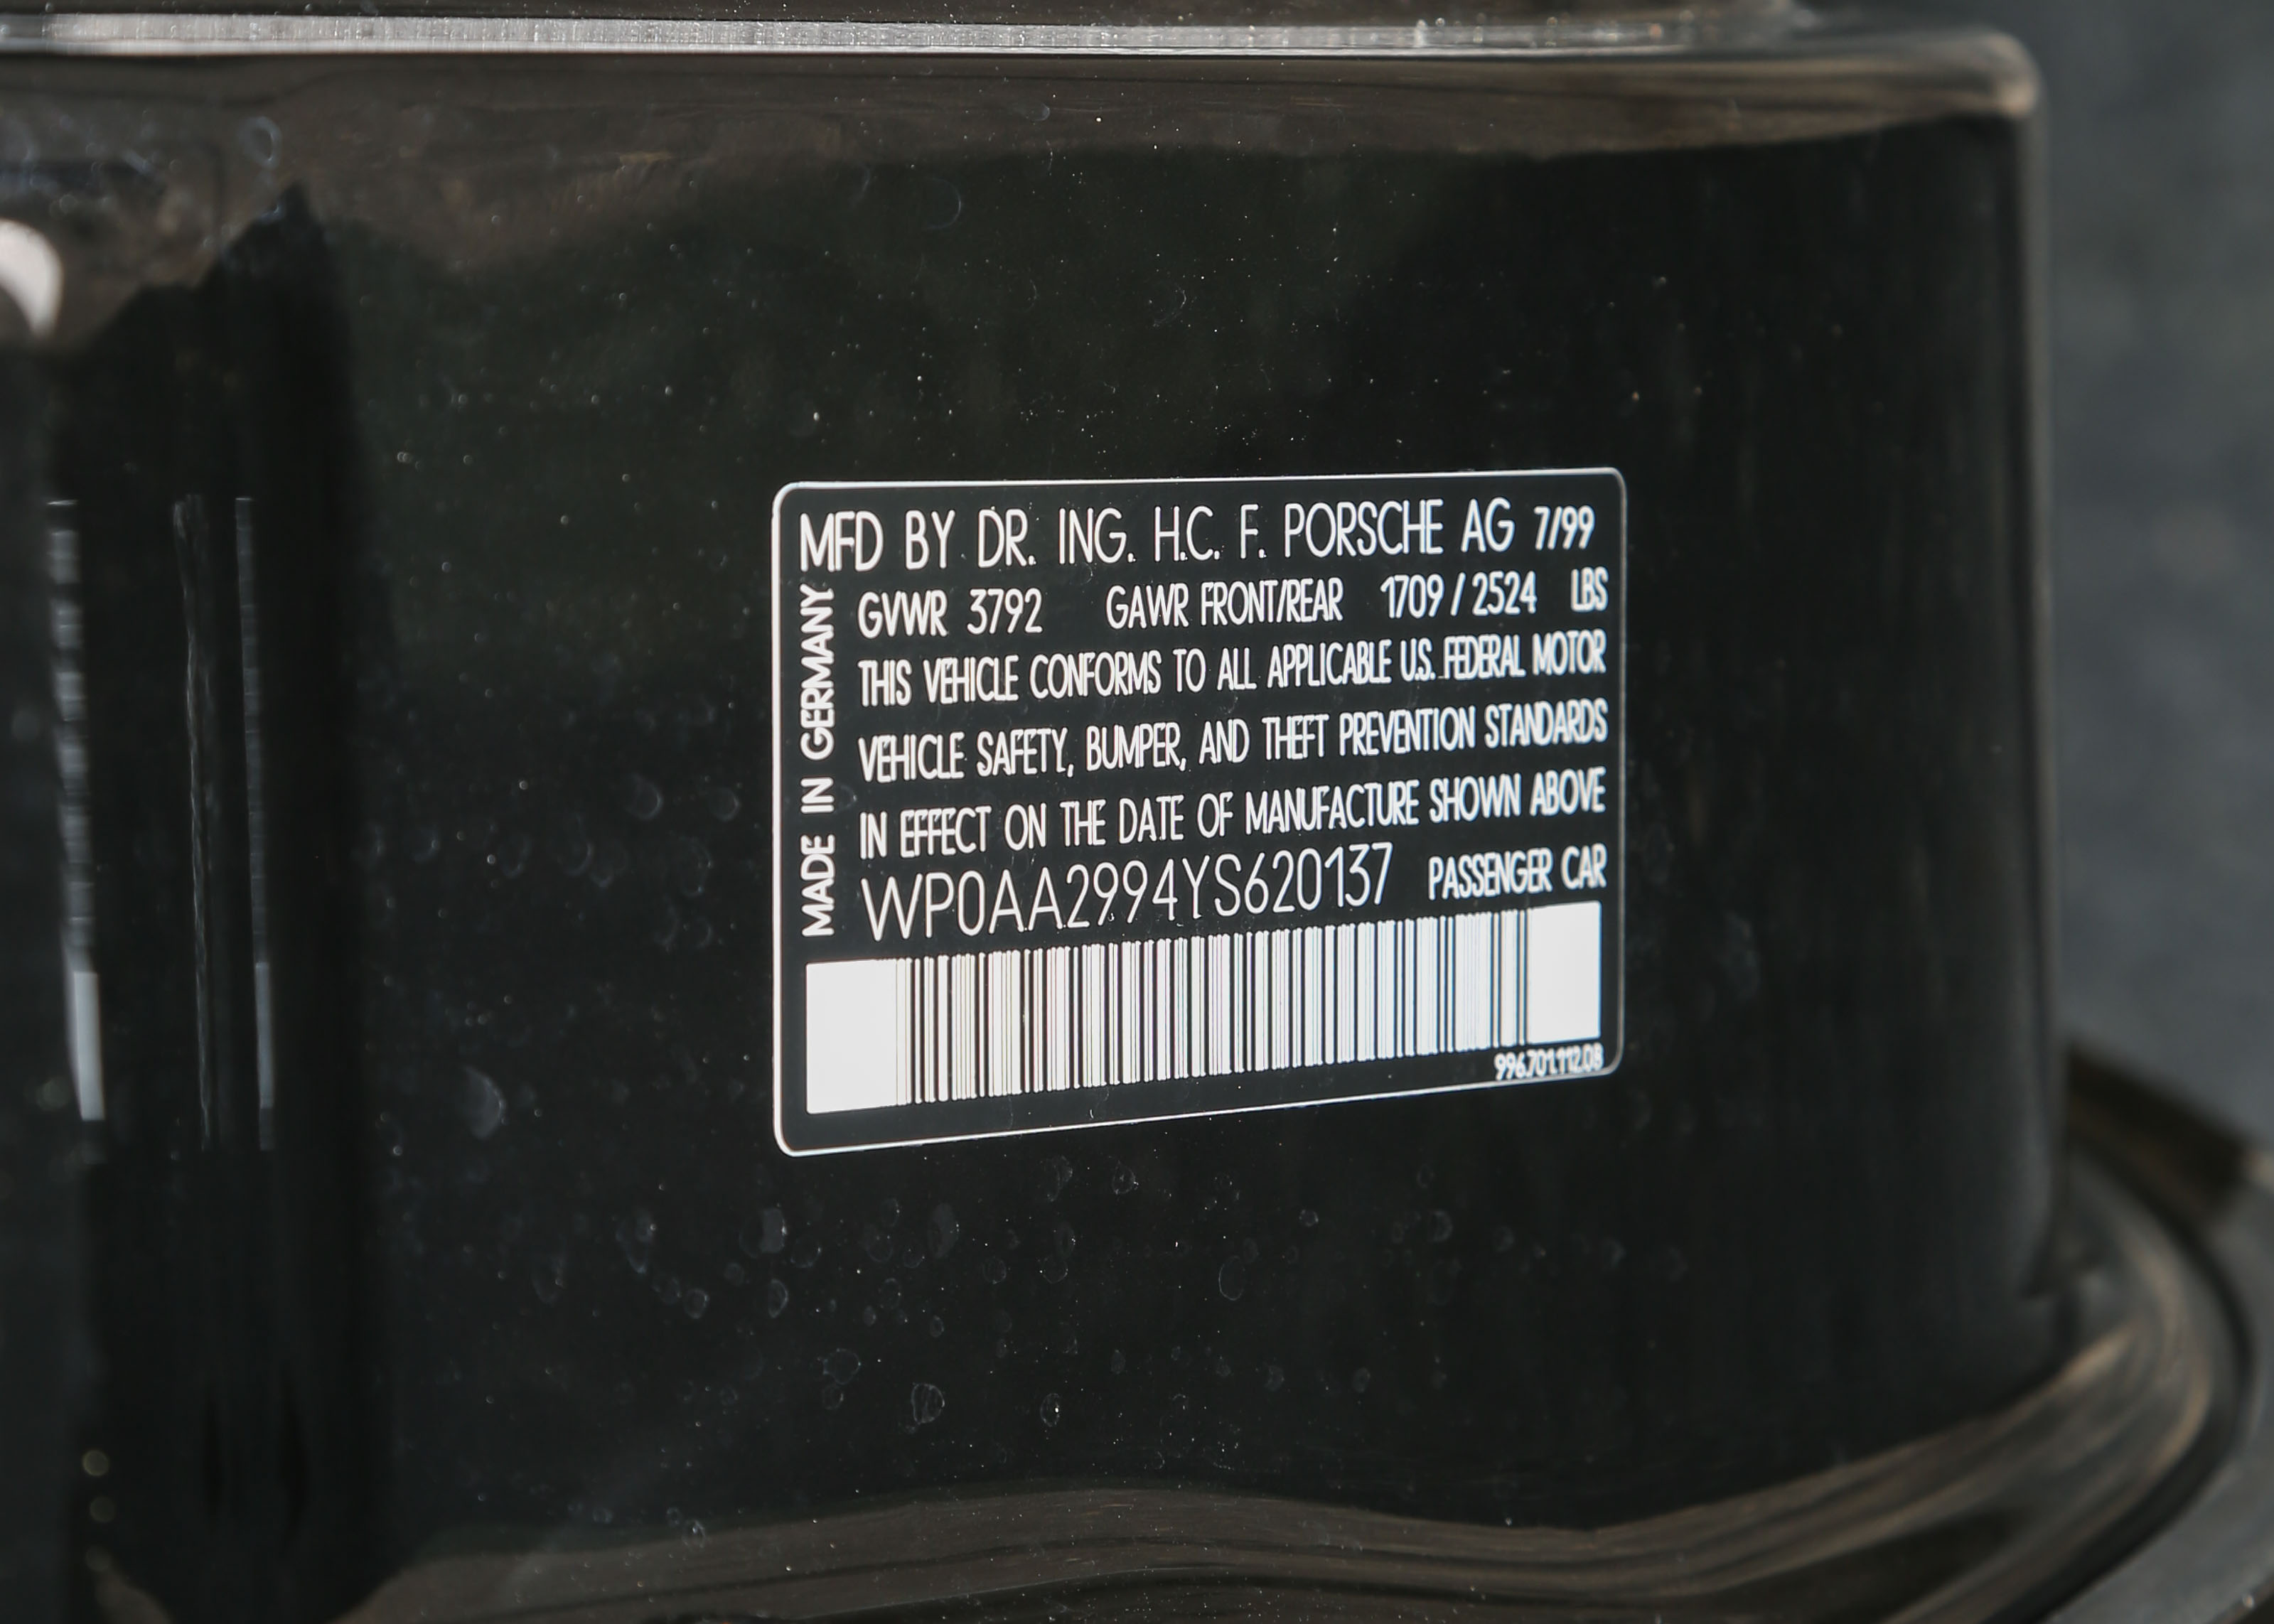 MFD BY DR. ING. H.C. F. PORSCHE AG 7/99
MADE IN GERMANY
GVWR 3792 GAWR FRONT/REAR 1709 / 2524 LBS
THIS VEHICLE CONFORMS TO ALL APPLICABLE U.S. FEDERAL MOTOR
VEHICLE SAFETY, BUMPER, AND THEFT PREVENTION STANDARDS
IN EFFECT ON THE DATE OF MANUFACTURE SHOWN ABOVE
WP0AA2994YS620137 PASSENGER CAR
996.701.112.08